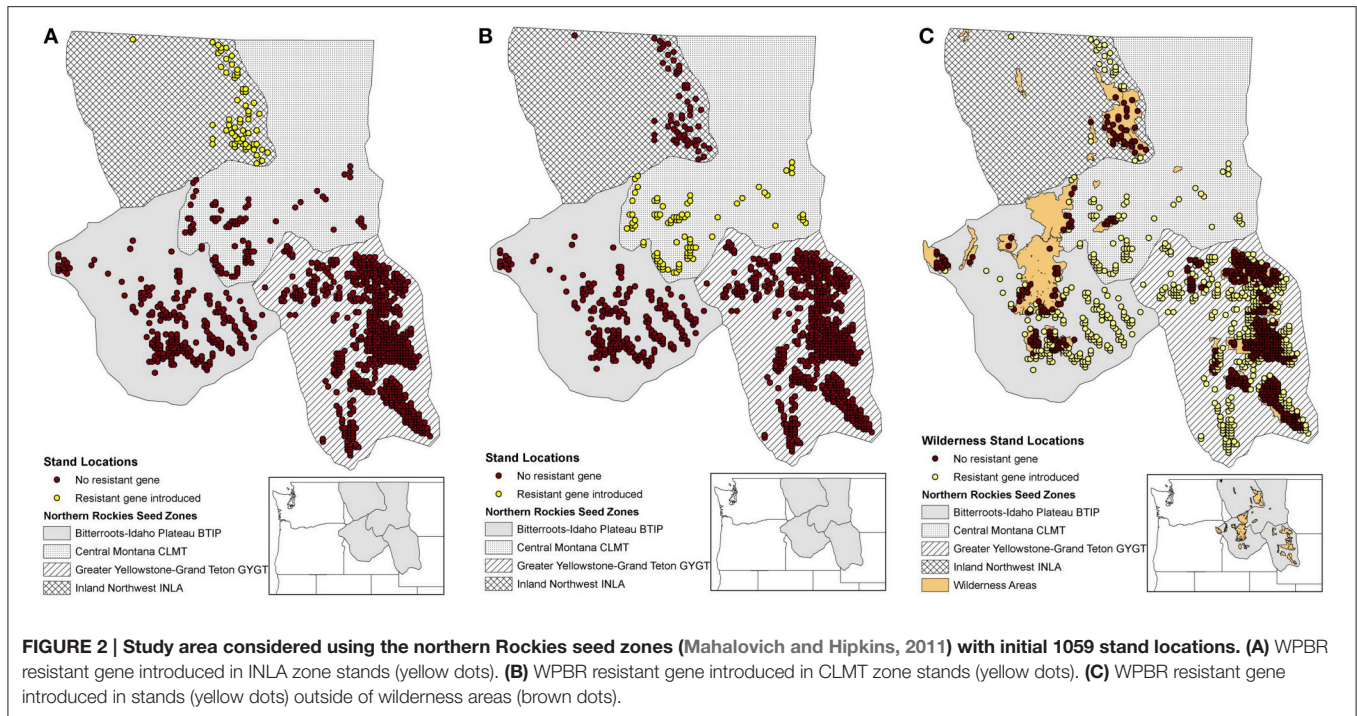 A
Stand Locations
No resistant gene
Resistant gene introduced
Northern Rockies Seed Zones
Bitterroots-Idaho Plateau BTIP
Central Montana CLMT
Greater Yellowstone-Grand Teton GYGT
Inland Northwest INLA
B
Stand Locations
No resistant gene
Resistant gene introduced
Northern Rockies Seed Zones
Bitterroots-Idaho Plateau BTIP
Central Montana CLMT
Greater Yellowstone-Grand Teton GYGT
Inland Northwest INLA
C
Wilderness Stand Locations
No resistant gene
Resistant gene introduced
Northern Rockies Seed Zones
Bitterroots-Idaho Plateau BTIP
Central Montana CLMT
Greater Yellowstone-Grand Teton GYGT
Inland Northwest INLA
Wilderness Areas
FIGURE 2 | Study area considered using the northern Rockies seed zones (Mahalovich and Hipkins, 2011) with initial 1059 stand locations. (A) WPBR
resistant gene introduced in INLA zone stands (yellow dots). (B) WPBR resistant gene introduced in CLMT zone stands (yellow dots). (C) WPBR resistant gene
introduced in stands (yellow dots) outside of wilderness areas (brown dots).